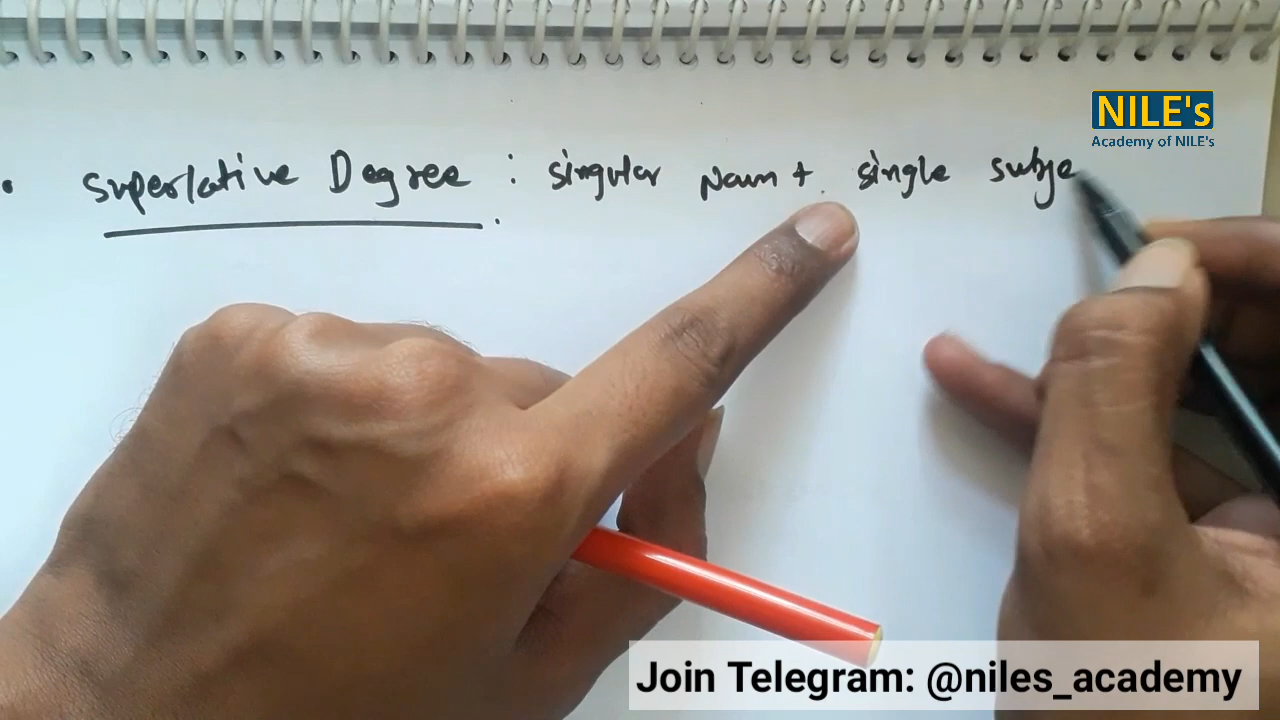 NILE's
Academy of NILE's
Superlative Degree : singular Noun + single subje
Join Telegram: @niles_academy